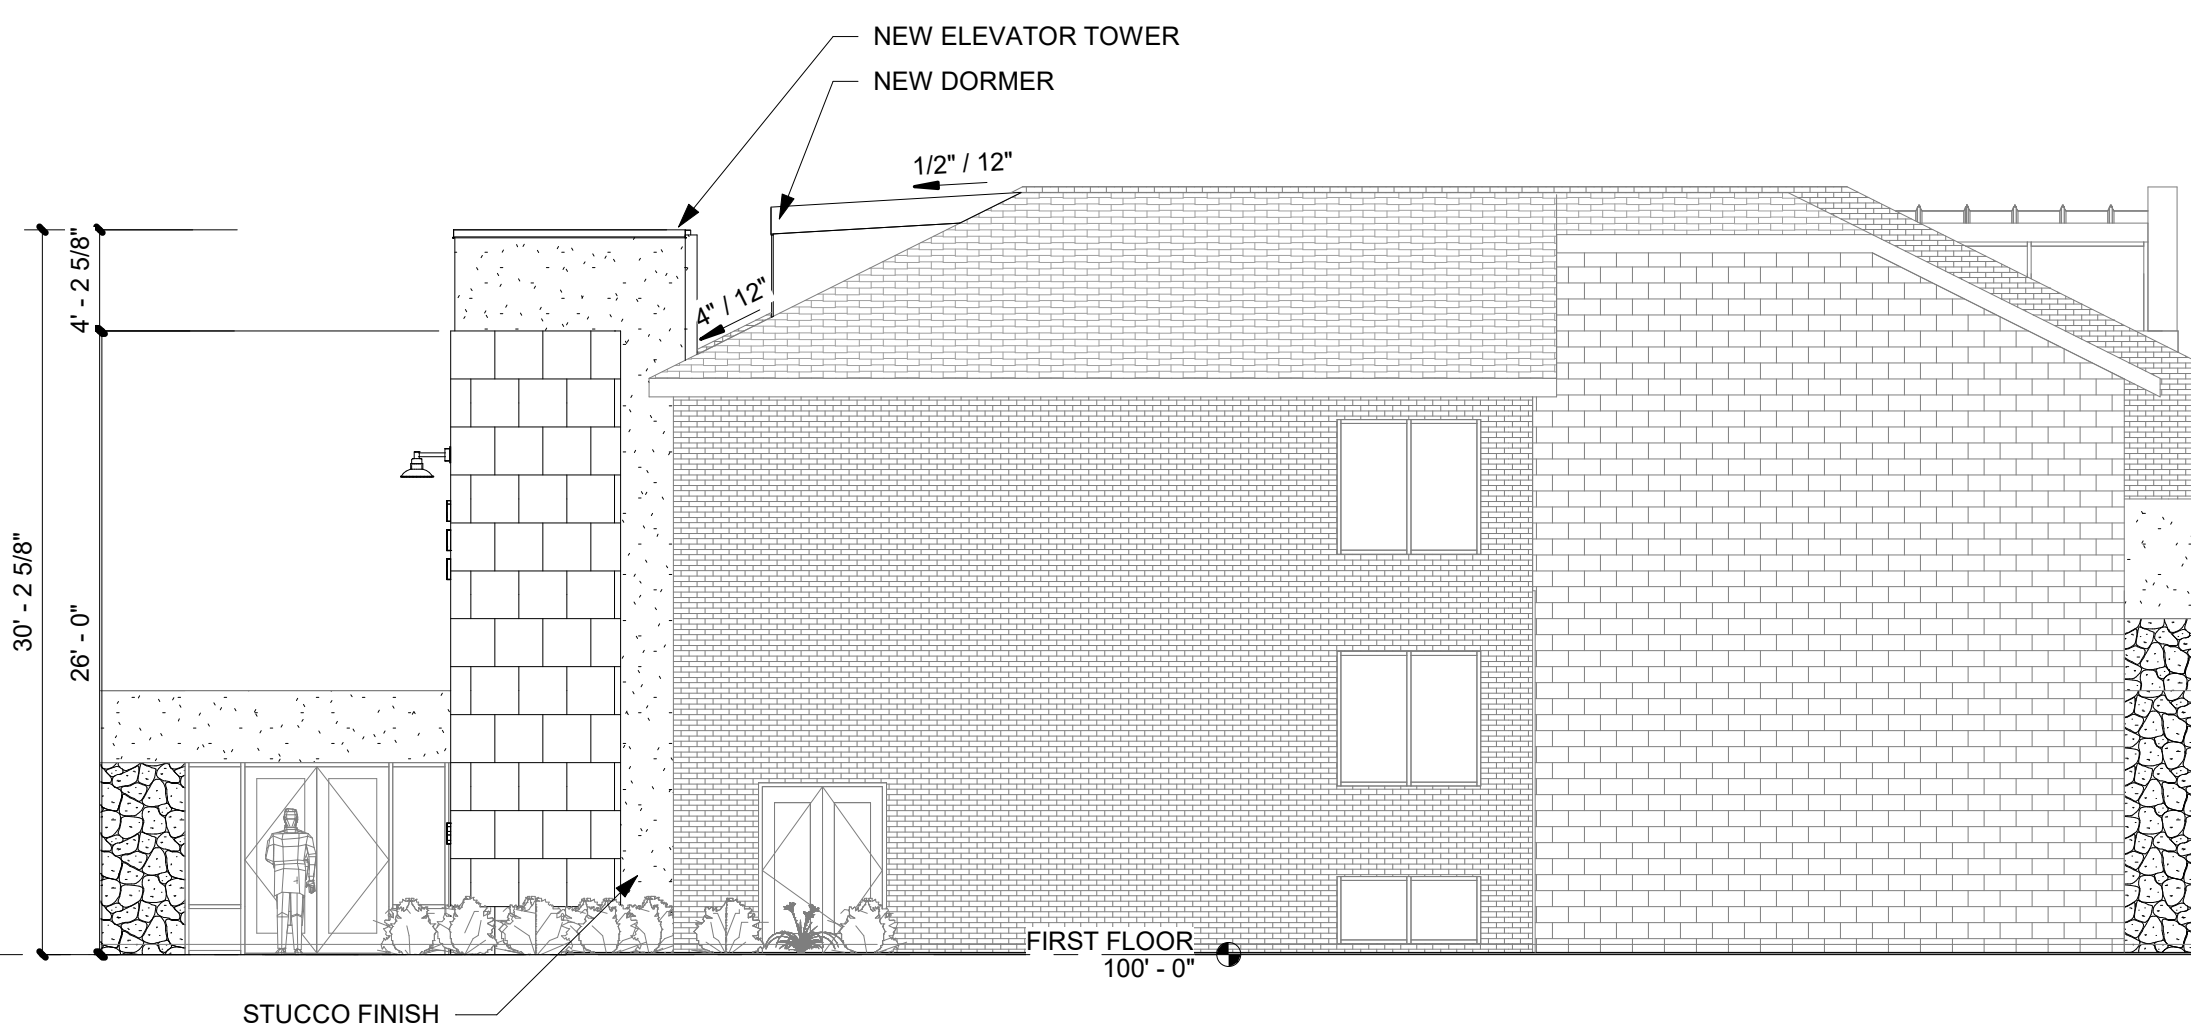 NEW ELEVATOR TOWER
NEW DORMER
1/2" / 12"
4" / 12"
4' - 2 5/8"
30' - 2 5/8"
26' - 0"
FIRST FLOOR
100' - 0"
STUCCO FINISH